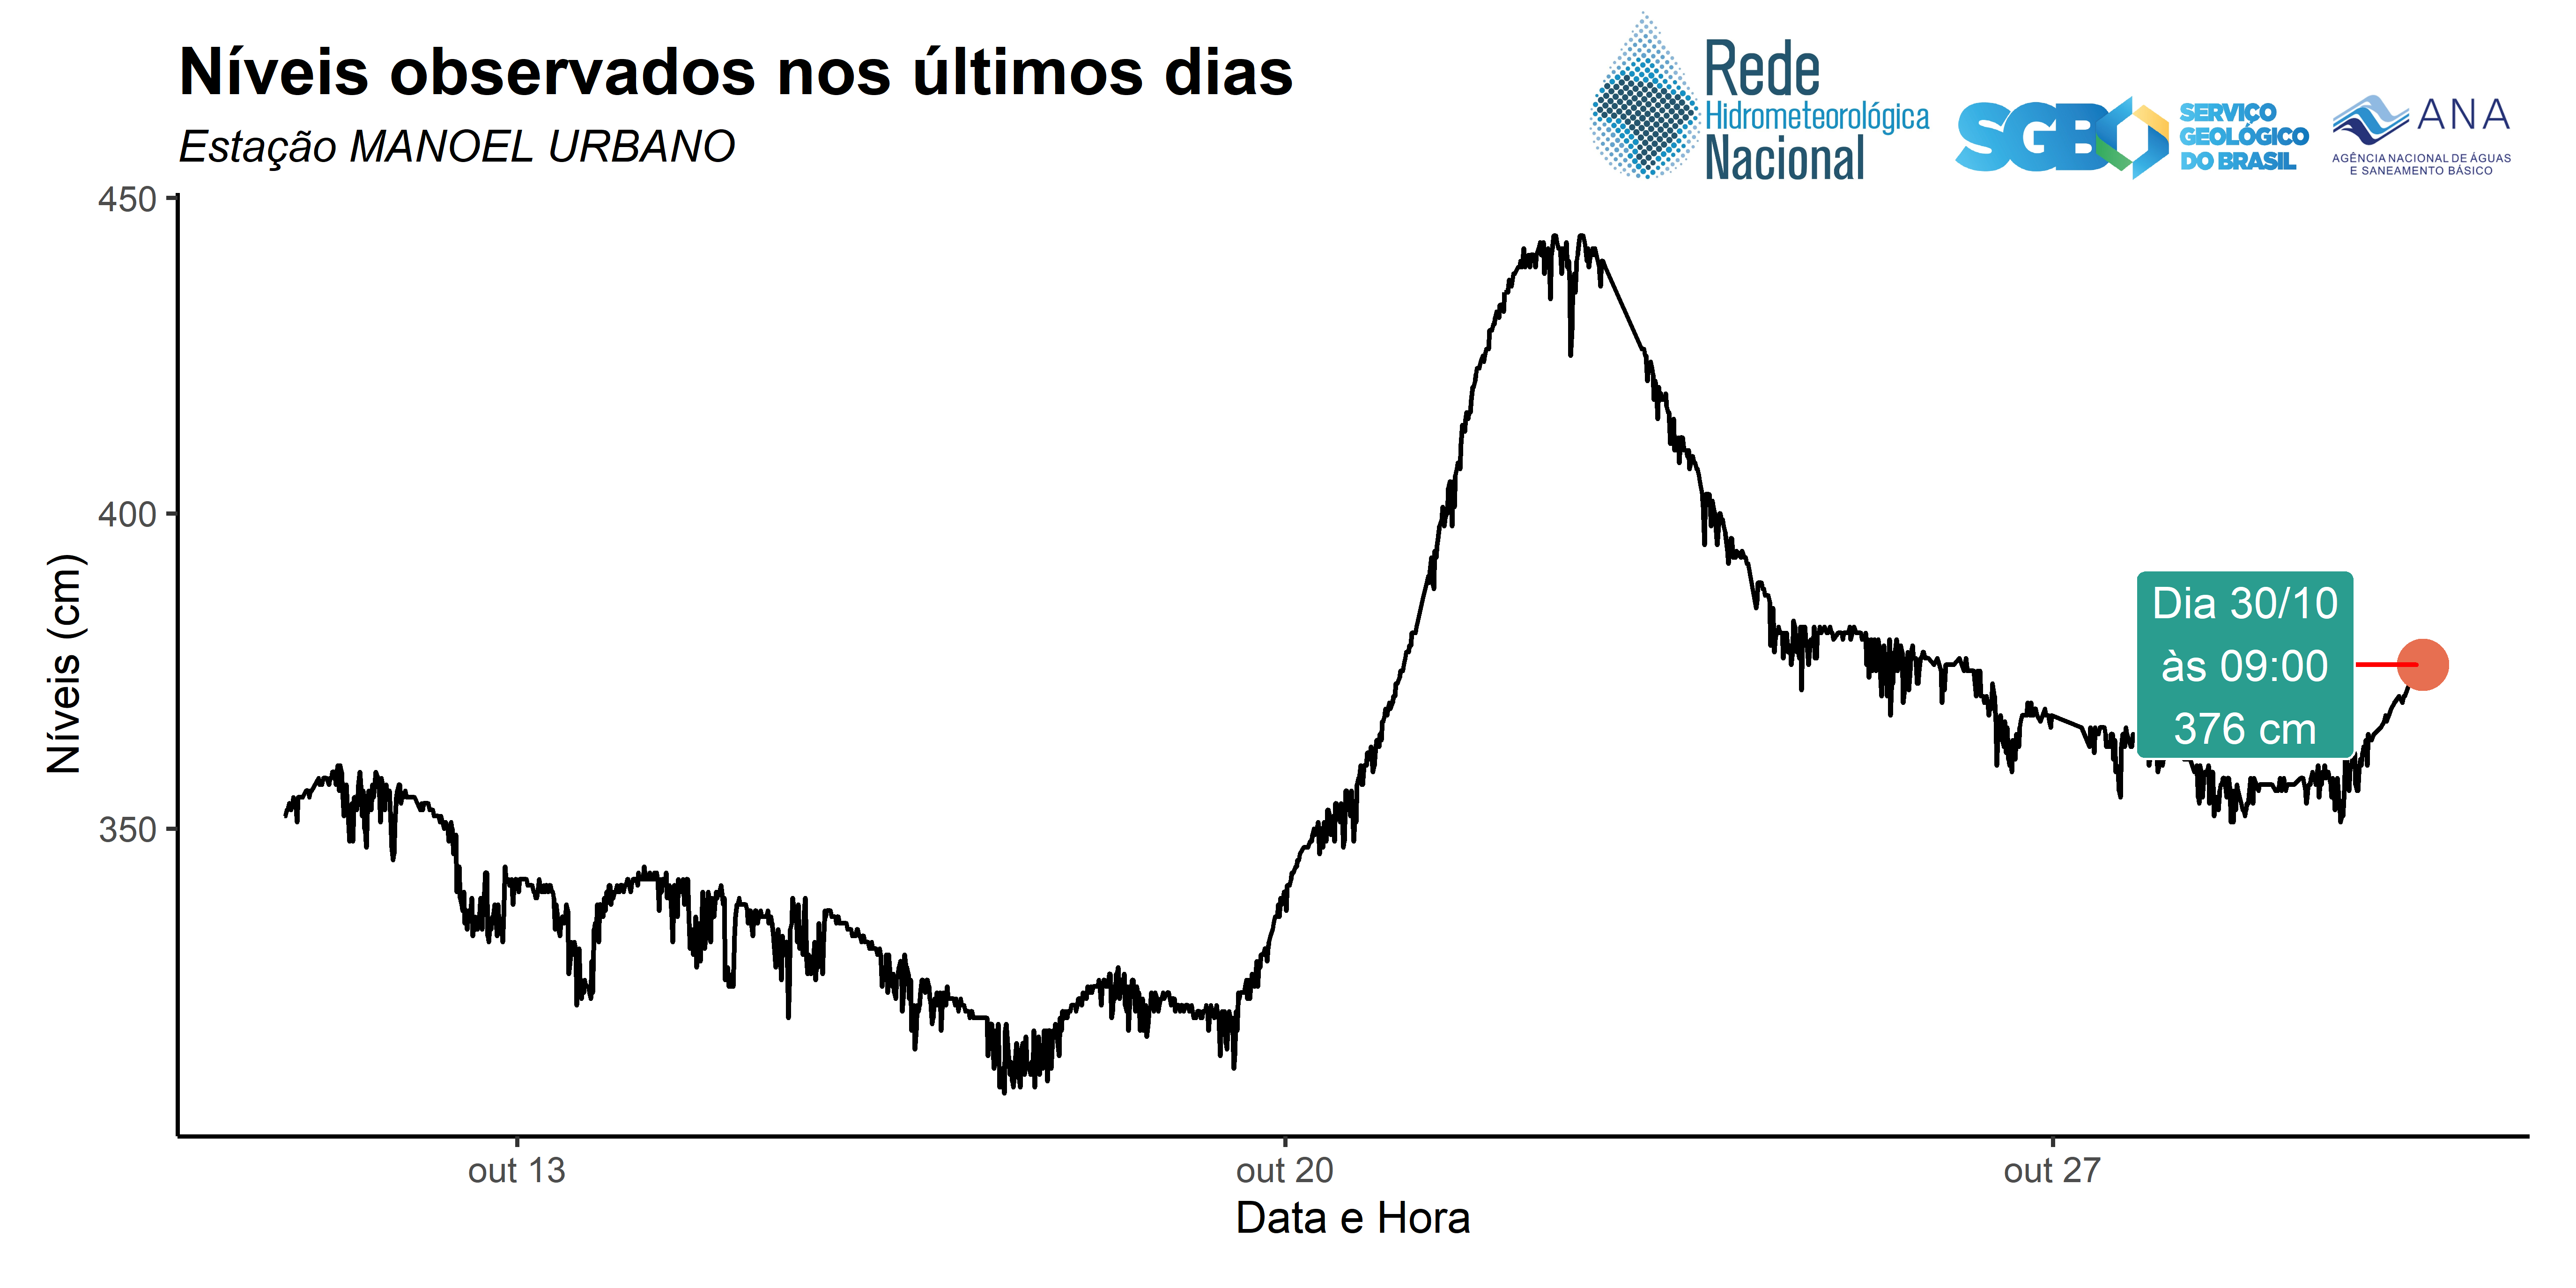 Níveis observados nos últimos dias
Estação MANOEL URBANO
Rede
Hidrometeorológica
Nacional
SGB
SERVIÇO
GEOLÓGICO
DO BRASIL
ANA
AGÊNCIA NACIONAL DE ÁGUAS
E SANEAMENTO BÁSICO
450
400
350
Níveis (cm)
Dia 30/10
às 09:00
376 cm
out 13
out 20
out 27
Data e Hora